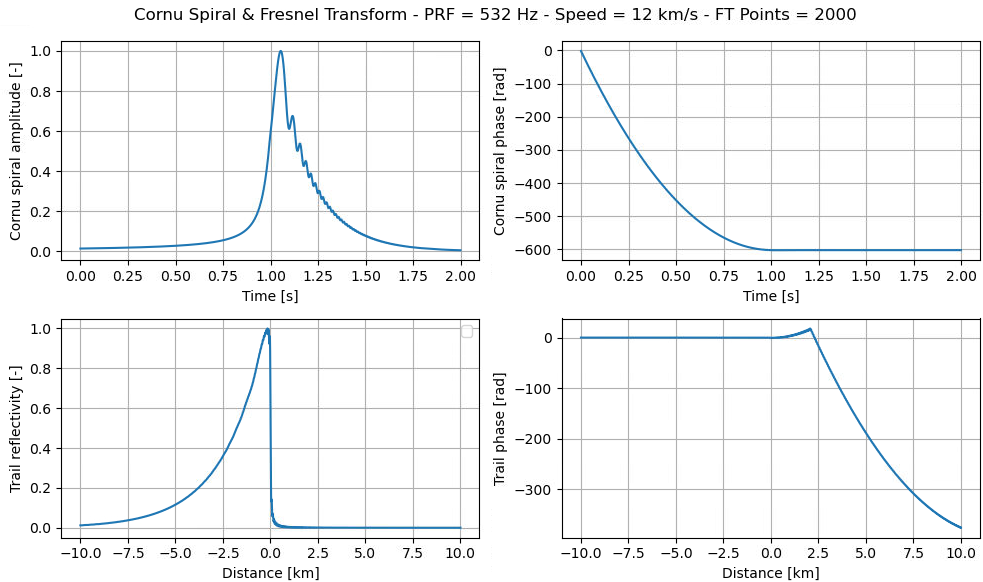 Cornu Spiral & Fresnel Transform - PRF = 532 Hz - Speed = 12 km/s - FT Points = 2000
Cornu spiral amplitude [-]
1.0
0.8
0.6
0.4
0.2
0.0
0.00 0.25 0.50 0.75 1.00 1.25 1.50 1.75 2.00
Time [s]
Cornu spiral phase [rad]
0
−100
−200
−300
−400
−500
−600
0.00 0.25 0.50 0.75 1.00 1.25 1.50 1.75 2.00
Time [s]
Trail reflectivity [-]
1.0
0.8
0.6
0.4
0.2
0.0
−10.0 −7.5 −5.0 −2.5 0.0 2.5 5.0 7.5 10.0
Distance [km]
Trail phase [rad]
0
−100
−200
−300
−10.0 −7.5 −5.0 −2.5 0.0 2.5 5.0 7.5 10.0
Distance [km]